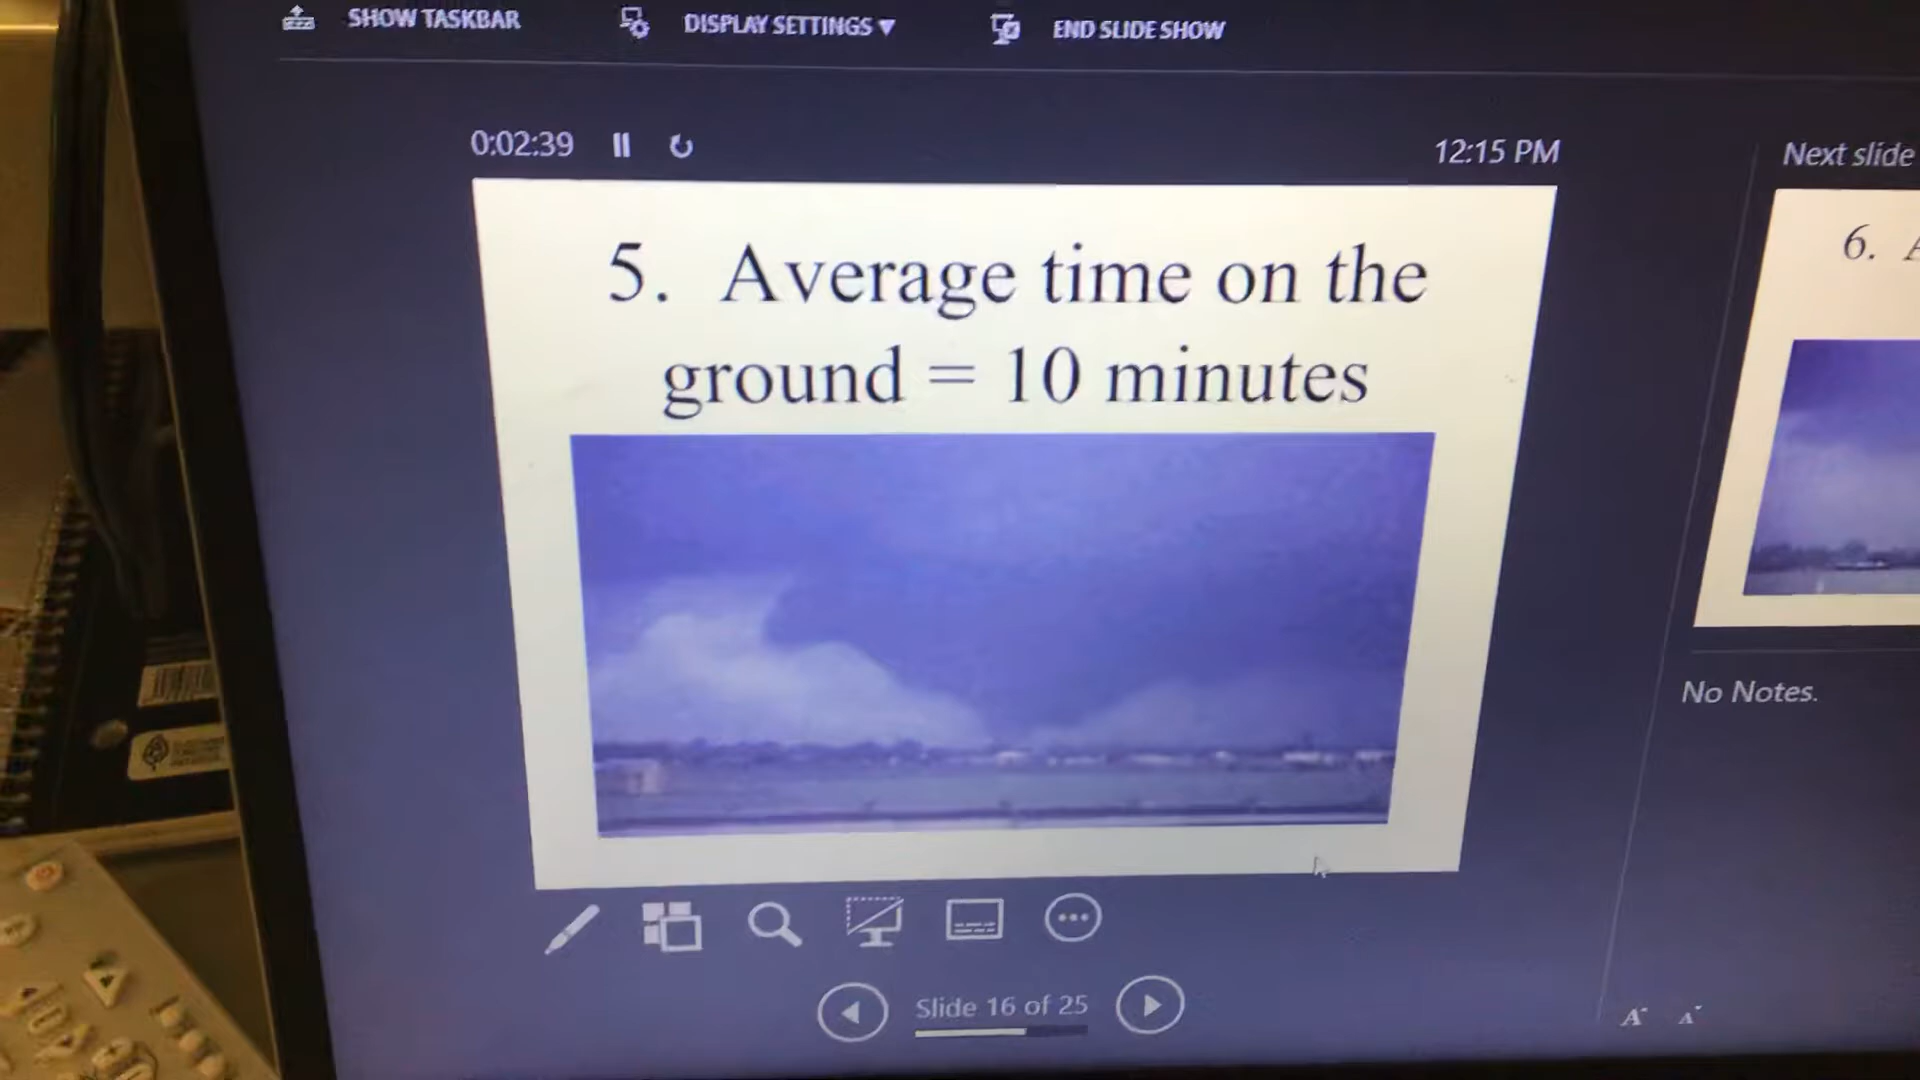 SHOW TASKBAR
DISPLAY SETTINGS ▼
END SLIDE SHOW
0:02:39
12:15 PM
Next slide
5. Average time on the
ground = 10 minutes
6.
No Notes.
Slide 16 of 25
A A